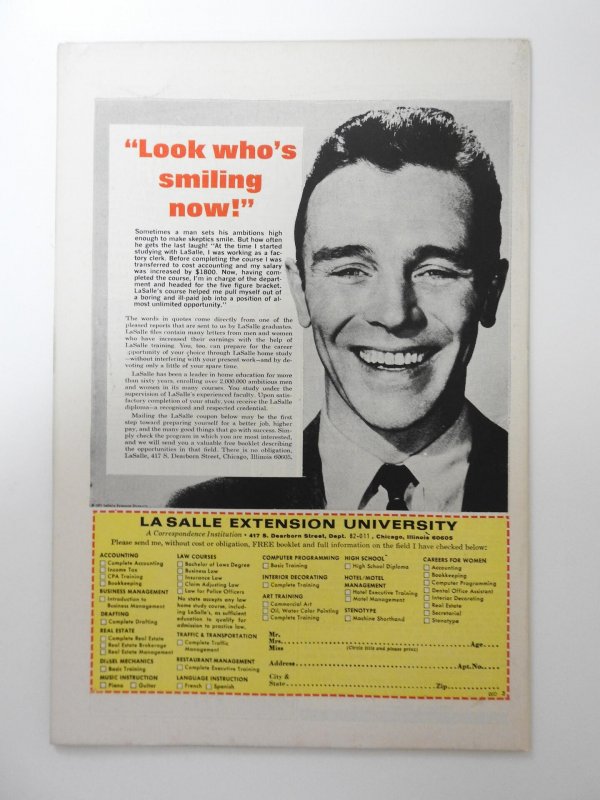 “Look who’s
smiling
now!”
Sometimes a man sets his ambitions high
enough to make skeptics smile. But how often
he gets the last laugh! “At the time I started
studying with LaSalle, I was working as a fac-
tory clerk. Before completing the course I was
transferred to cost accounting and my salary
was increased by $1800. Now, having com-
pleted the course, I’m in charge of the depart-
ment and headed for the five figure bracket.
LaSalle’s course helped me pull myself out of
a boring and ill-paid job into a position of al-
most unlimited opportunity.”
The words in quotes come directly from one of the
pleased reports that are sent to us by LaSalle graduates.
LaSalle files contain many letters from men and women
who have increased their earnings with the help of
LaSalle training. You, too, can prepare for the career
opportunity of your choice through LaSalle home study
—without interfering with your present work—and by de-
voting only a little of your spare time.
LaSalle has been a leader in home education for more
than sixty years, enrolling over 2,000,000 ambitious men
and women in its many courses. You study under the
supervision of LaSalle’s experienced faculty. Upon satis-
factory completion of your study, you receive the LaSalle
diploma—a recognized and respected credential.
Mailing the LaSalle coupon below may be the first
step toward preparing yourself for a better job, higher
pay, and the many good things that go with success. Sim-
ply check the program in which you are most interested,
and we will send you a valuable free booklet describing
the opportunities in that field. There is no obligation.
LaSalle, 417 S. Dearborn Street, Chicago, Illinois 60605.
LA SALLE EXTENSION UNIVERSITY
A Correspondence Institution • 417 S. Dearborn Street, Dept. 82-011, Chicago, Illinois 60605
Please send me, without cost or obligation, FREE booklet and full information on the field I have checked below:
ACCOUNTING
Complete Accounting
Income Tax
CPA Training
Bookkeeping
BUSINESS MANAGEMENT
Introduction to
Business Management
DRAFTING
Complete Drafting
REAL ESTATE
Complete Real Estate
Real Estate Brokerage
Real Estate Management
DIESEL MECHANICS
Basic Training
MUSIC INSTRUCTION
Piano Guitar
LAW COURSES
Bachelor of Laws Degree
Business Law
Insurance Law
Claim Adjusting Law
Law for Police Officers
No state accepts any law
home study course, includ-
ing LaSalle's, as sufficient
education to qualify for
admission to practice law.
TRAFFIC & TRANSPORTATION
Complete Traffic
Management
RESTAURANT MANAGEMENT
Complete Executive Training
LANGUAGE INSTRUCTION
French Spanish
COMPUTER PROGRAMMING
Basic Training
INTERIOR DECORATING
Complete Training
ART TRAINING
Commercial Art
Oil, Water Color Painting
Complete Training
HIGH SCHOOL
High School Diploma
HOTEL/MOTEL
MANAGEMENT
Hotel Executive Training
Motel Management
STENOTYPE
Machine Shorthand
CAREERS FOR WOMEN
Accounting
Bookkeeping
Computer Programming
Dental Office Assistant
Interior Decorating
Real Estate
Secretarial
Stenotype
Mr.
Mrs.
Miss
(Circle title and please print)
Age
Address
Apt. No.
City &
State
Zip